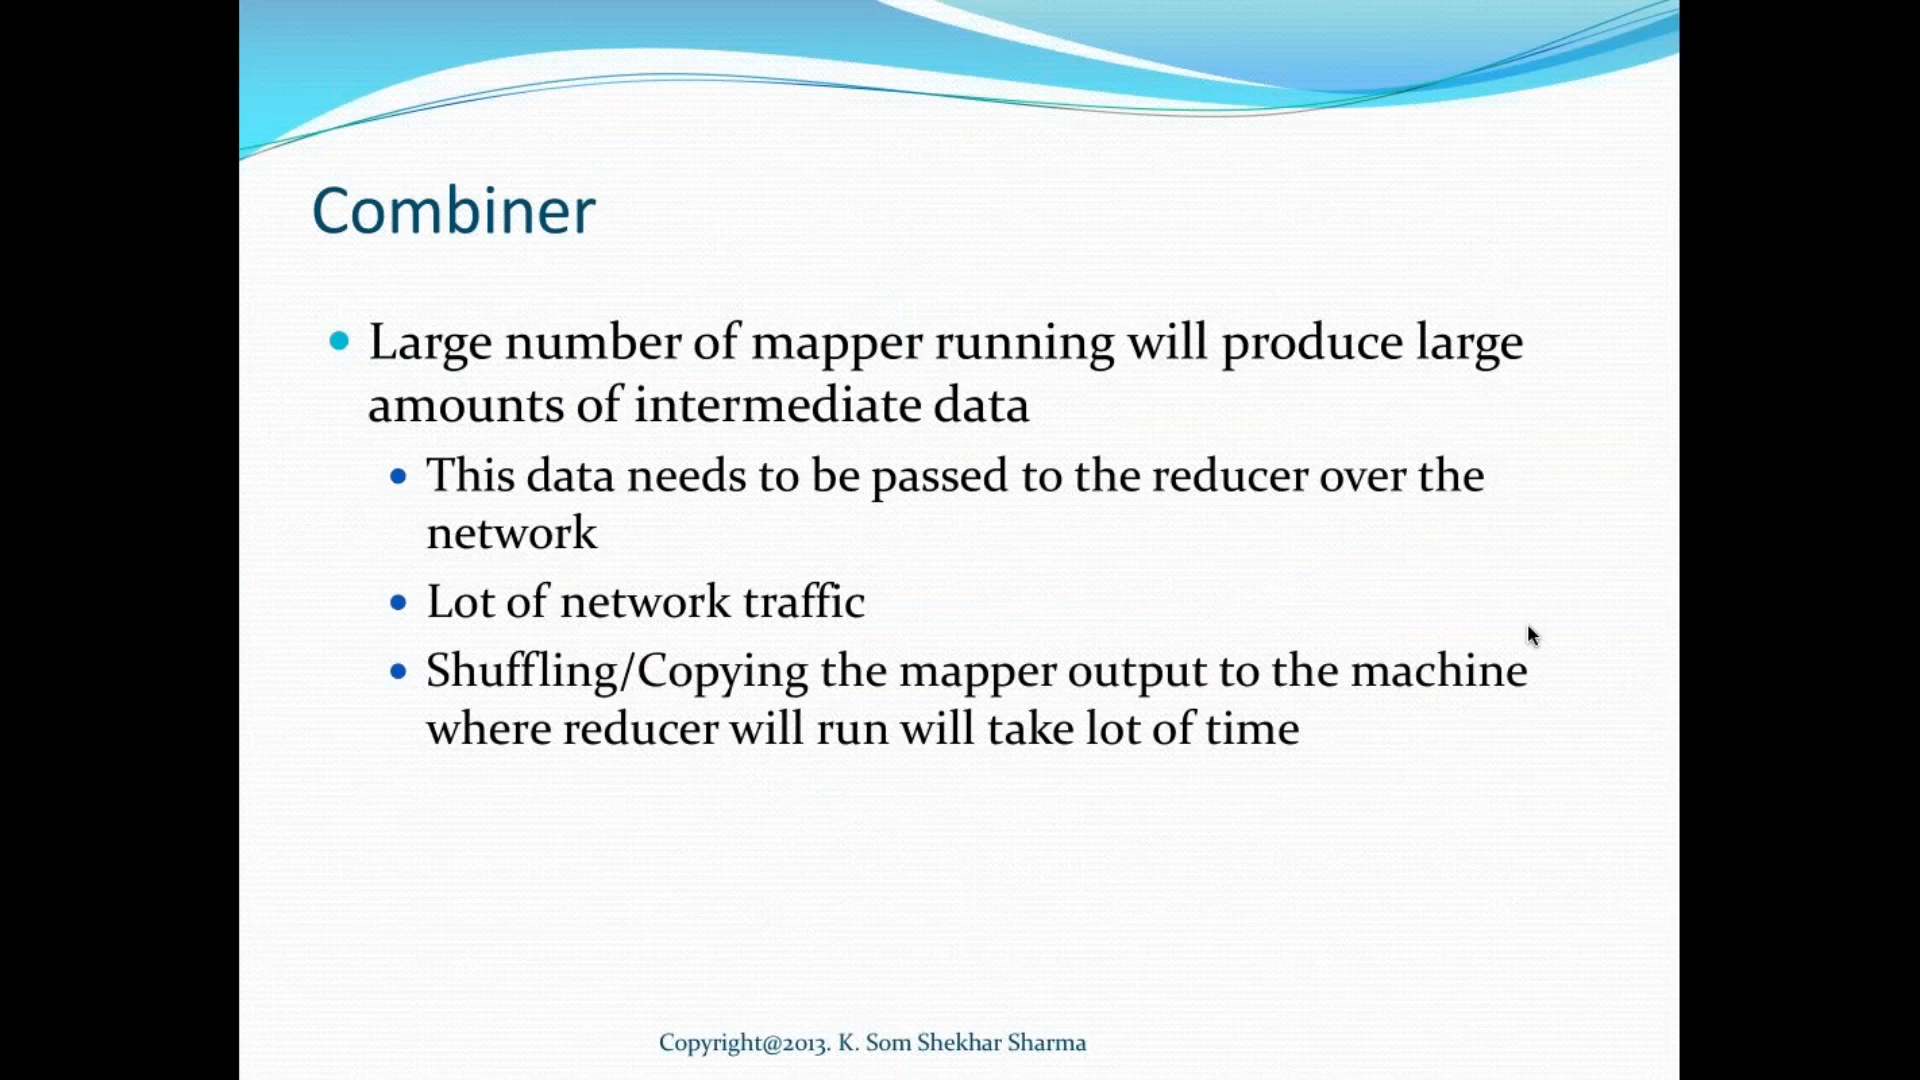 Combiner
Large number of mapper running will produce large
amounts of intermediate data
This data needs to be passed to the reducer over the
network
Lot of network traffic
Shuffling/Copying the mapper output to the machine
where reducer will run will take lot of time
Copyright@2013. K. Som Shekhar Sharma